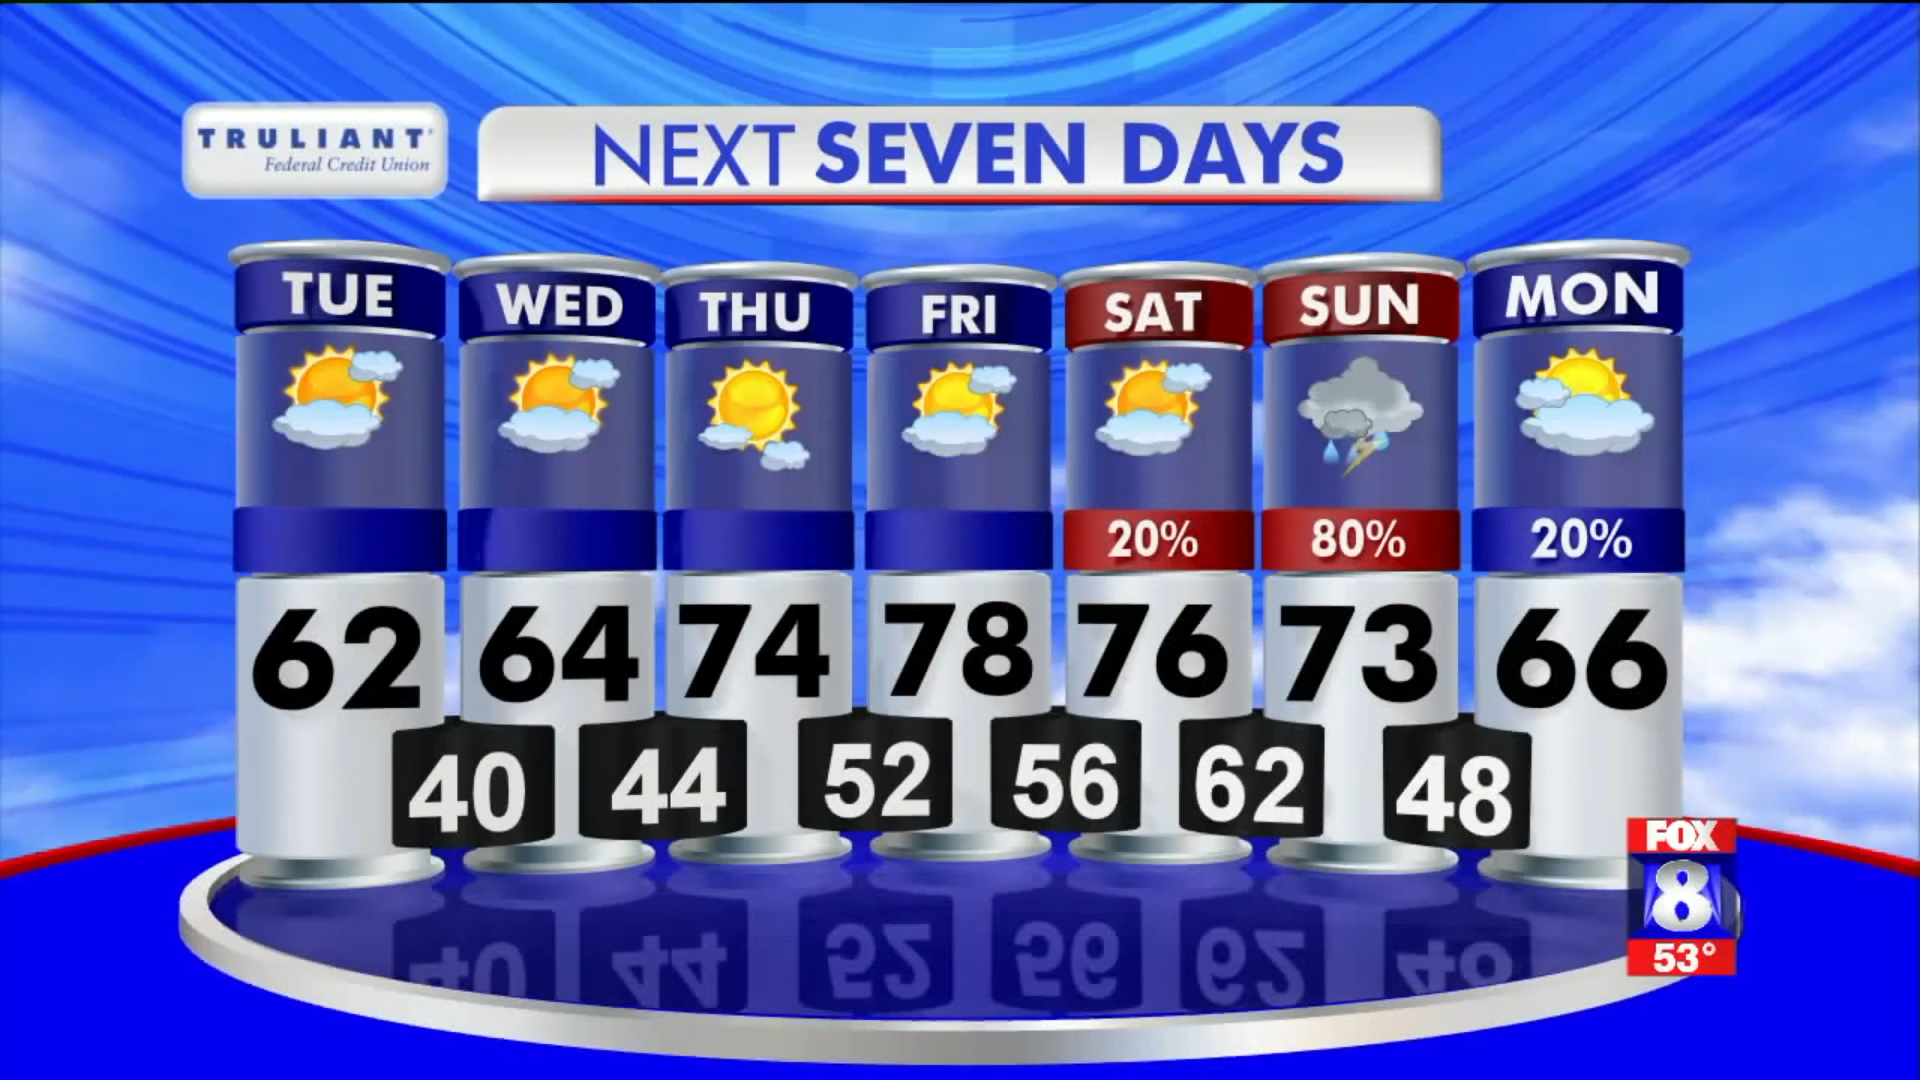 TRULIANT
Federal Credit Union
NEXT SEVEN DAYS
TUE WED THU FRI SAT SUN MON
20% 80% 20%
62 64 74 78 76 73 66
40 44 52 56 62 48
FOX
8
53°